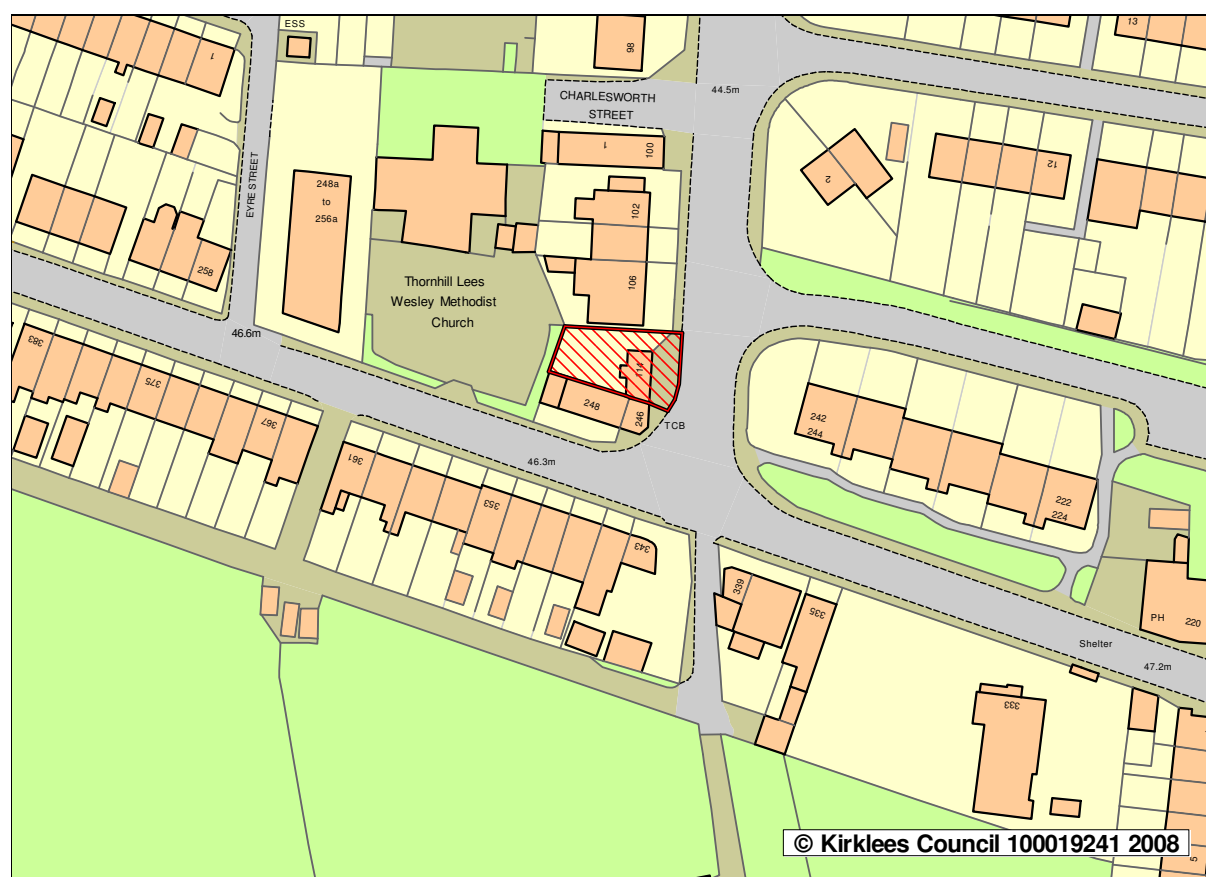 ESS
98
13
1
44.5m
CHARLESWORTH
STREET
1
100
EYRE STREET
248a
to
256a
102
2
12
258
106
Thornhill Lees
Wesley Methodist
Church
46.6m
114
383
375
367
248
246
TCB
242
244
46.3m
361
353
343
222
224
339
335
PH
220
Shelter
47.2m
333
5
© Kirklees Council 100019241 2008